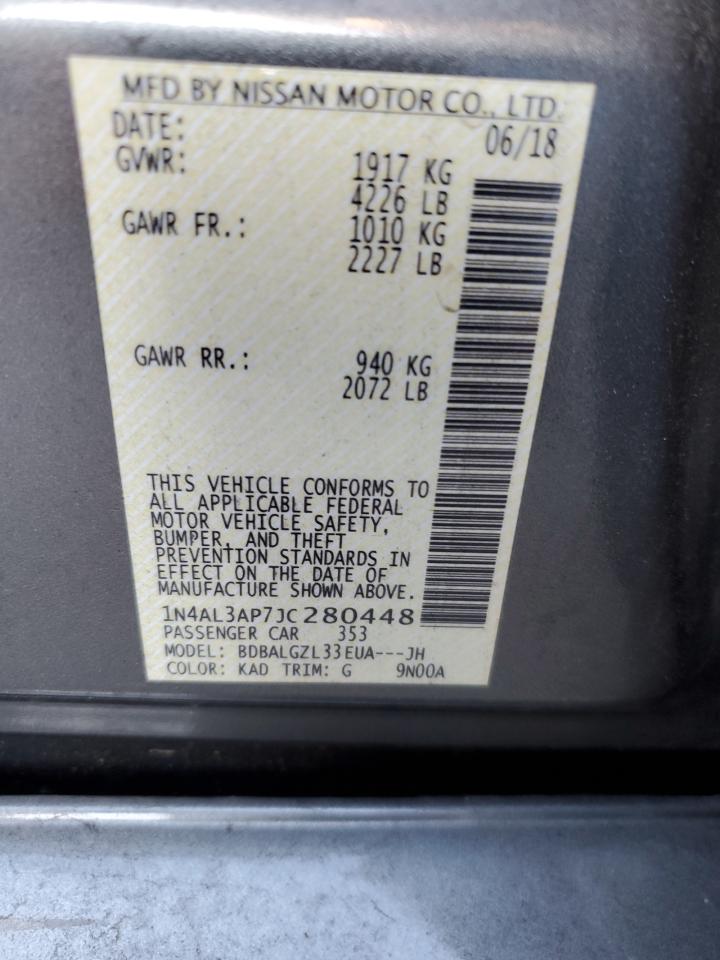 MFD BY NISSAN MOTOR CO., LTD.
DATE: 06/18
GVWR: 1917 KG
4226 LB
GAWR FR.: 1010 KG
2227 LB
GAWR RR.: 940 KG
2072 LB
THIS VEHICLE CONFORMS TO
ALL APPLICABLE FEDERAL
MOTOR VEHICLE SAFETY,
BUMPER, AND THEFT
PREVENTION STANDARDS IN
EFFECT ON THE DATE OF
MANUFACTURE SHOWN ABOVE.
1N4AL3AP7JC280448
PASSENGER CAR 353
MODEL: BDBALGZL33EUA---JH
COLOR: KAD TRIM: G 9N00A